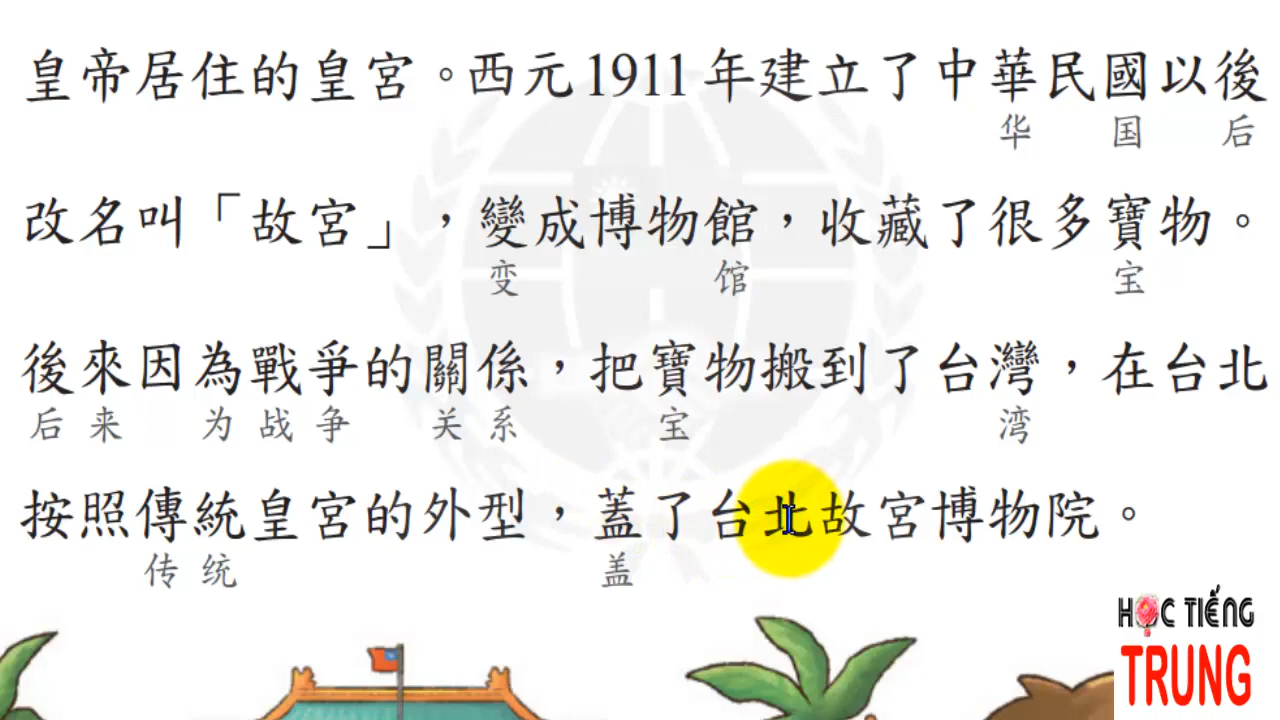 皇帝居住的皇宮。西元1911年建立了中華民國以後
华 国 后
改名叫「故宮」，變成博物館，收藏了很多寶物。
变 馆 宝
後來因為戰爭的關係，把寶物搬到了台灣，在台北
后 来 为 战 争 关 系 宝 湾
按照傳統皇宮的外型，蓋了台北故宮博物院。
传 统 盖
HỌC TIẾNG
TRUNG